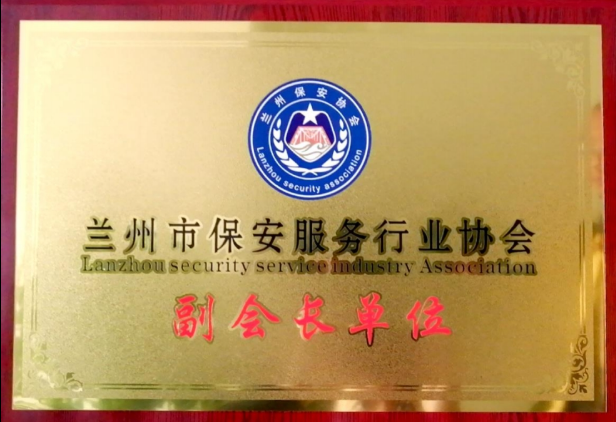 兰州保安协会
Lanzhou security association
兰州市保安服务行业协会
Lanzhou security service industry Association
副会长单位